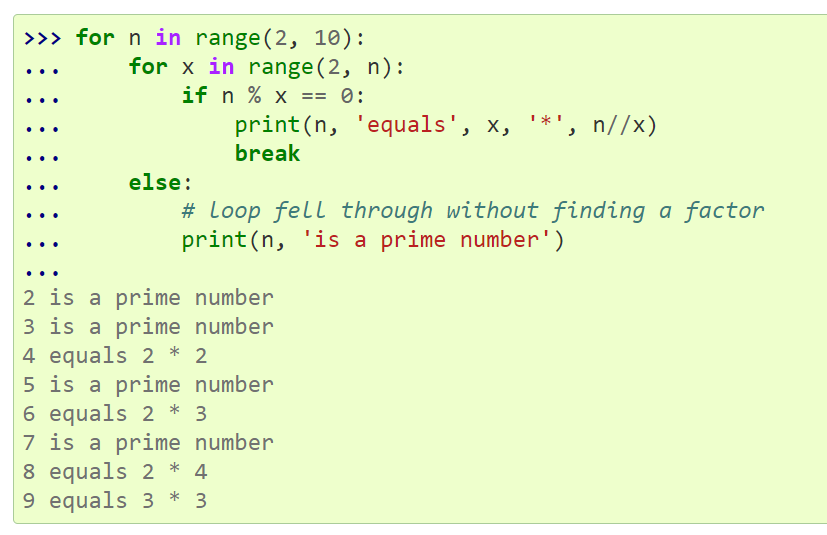 >>> for n in range(2, 10):
...     for x in range(2, n):
...         if n % x == 0:
...             print(n, 'equals', x, '*', n//x)
...             break
...     else:
...         # loop fell through without finding a factor
...         print(n, 'is a prime number')
...
2 is a prime number
3 is a prime number
4 equals 2 * 2
5 is a prime number
6 equals 2 * 3
7 is a prime number
8 equals 2 * 4
9 equals 3 * 3